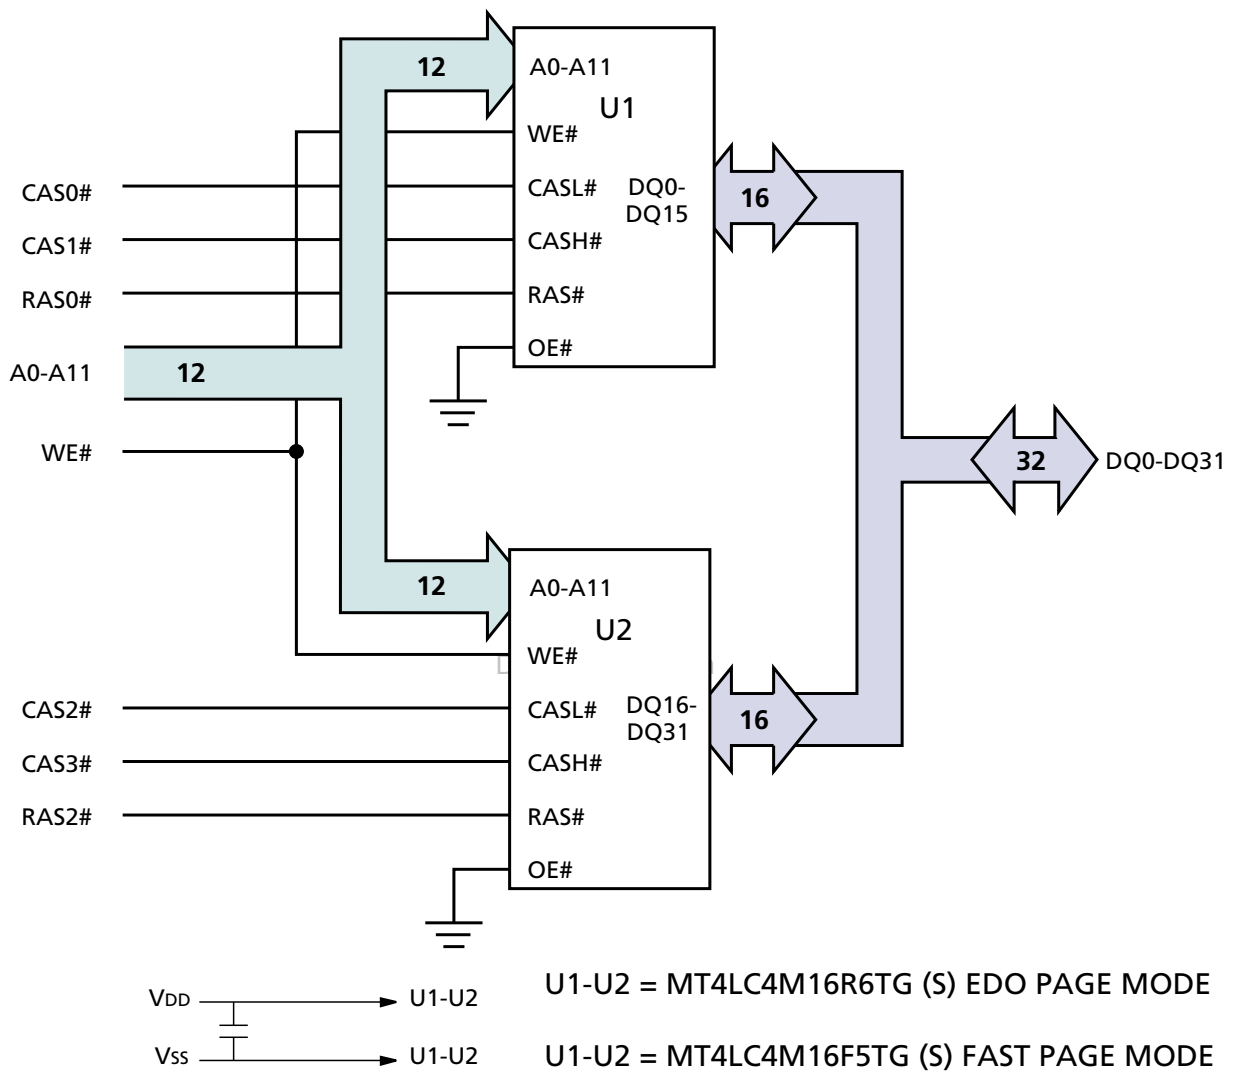 12
A0-A11
U1
WE#
CAS0#
CASL#
DQ0-
DQ15
16
CAS1#
CASH#
RAS0#
RAS#
OE#
A0-A11
12
WE#
32
DQ0-DQ31
12
A0-A11
U2
WE#
CAS2#
CASL#
DQ16-
DQ31
16
CAS3#
CASH#
RAS2#
RAS#
OE#
VDD
U1-U2
U1-U2 = MT4LC4M16R6TG (S) EDO PAGE MODE
VSS
U1-U2
U1-U2 = MT4LC4M16F5TG (S) FAST PAGE MODE